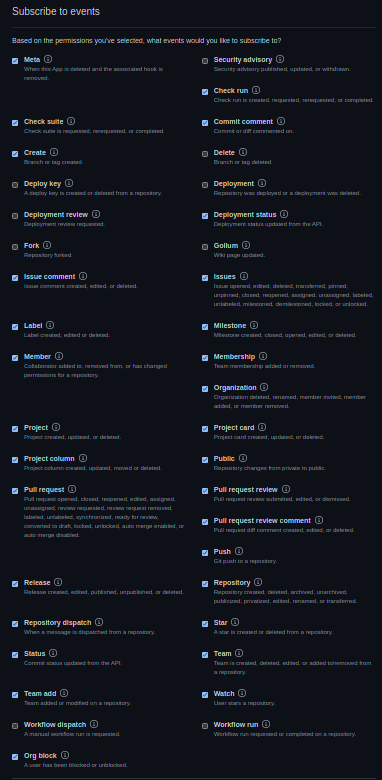 Subscribe to events
Based on the permissions you've selected, what events would you like to subscribe to?
Meta
When this App is deleted and the associated hook is
removed.
Security advisory
Security advisory published, updated, or withdrawn.
Check run
Check run is created, requested, rerequested, or completed.
Check suite
Check suite is requested, rerequested, or completed.
Commit comment
Commit or diff commented on.
Create
Branch or tag created.
Delete
Branch or tag deleted.
Deploy key
A deploy key is created or deleted from a repository.
Deployment
Repository was deployed or a deployment was deleted.
Deployment review
Deployment review requested.
Deployment status
Deployment status updated from the API.
Fork
Repository forked.
Gollum
Wiki page updated.
Issue comment
Issue comment created, edited, or deleted.
Issues
Issue opened, edited, deleted, transferred, pinned,
unpinned, closed, reopened, assigned, unassigned, labeled,
unlabeled, milestoned, demilestoned, locked, or unlocked.
Label
Label created, edited or deleted.
Milestone
Milestone created, closed, opened, edited, or deleted.
Member
Collaborator added to, removed from, or has changed
permissions for a repository.
Membership
Team membership added or removed.
Organization
Organization deleted, renamed, member invited, member
added, or member removed.
Project
Project created, updated, or deleted.
Project card
Project card created, updated, or deleted.
Project column
Project column created, updated, moved or deleted.
Public
Repository changes from private to public.
Pull request
Pull request opened, closed, reopened, edited, assigned,
unassigned, review requested, review request removed,
labeled, unlabeled, synchronized, ready for review,
converted to draft, locked, unlocked, auto merge enabled, or
auto merge disabled.
Pull request review
Pull request review submitted, edited, or dismissed.
Pull request review comment
Pull request diff comment created, edited, or deleted.
Push
Git push to a repository.
Release
Release created, edited, published, unpublished, or deleted.
Repository
Repository created, deleted, archived, unarchived,
publicized, privatized, edited, renamed, or transferred.
Repository dispatch
When a message is dispatched from a repository.
Star
A star is created or deleted from a repository.
Status
Commit status updated from the API.
Team
Team is created, deleted, edited, or added to/removed from
a repository.
Team add
Team added or modified on a repository.
Watch
User stars a repository.
Workflow dispatch
A manual workflow run is requested.
Workflow run
Workflow run requested or completed on a repository.
Org block
A user has been blocked or unblocked.